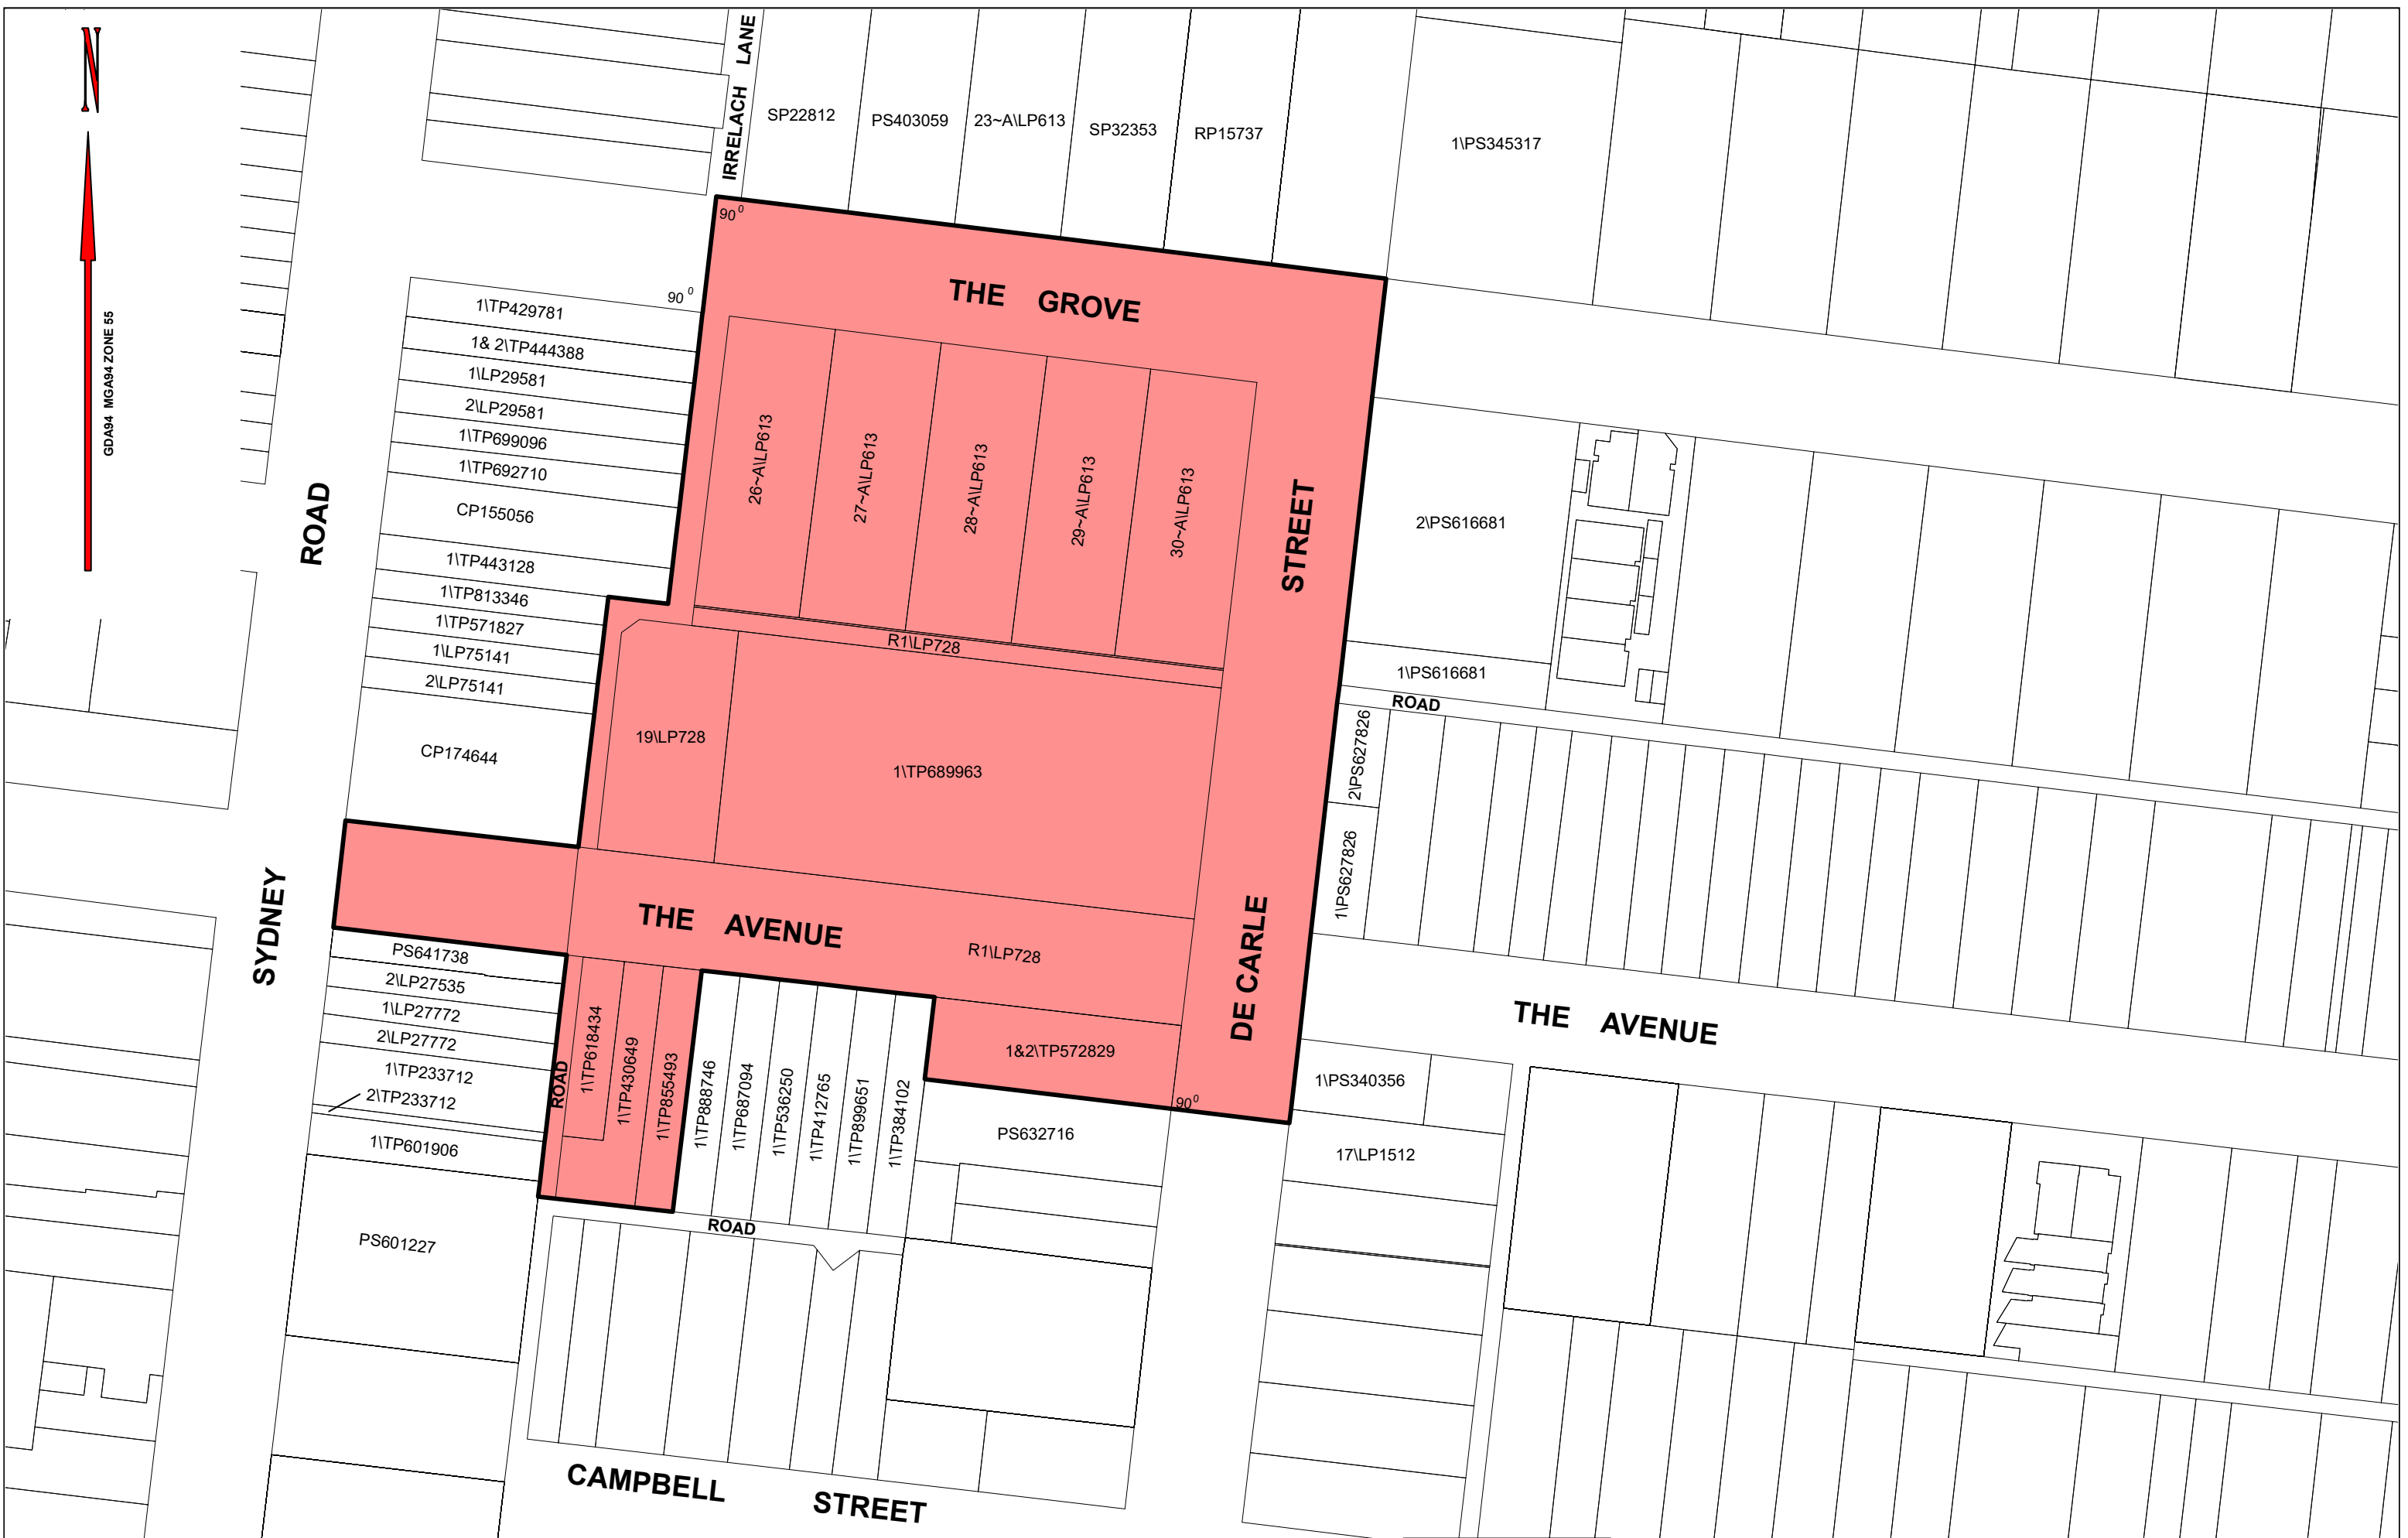 N
GDA94 MGA94 ZONE 55
IRRELACH LANE
SP22812
PS403059
23~A\LP613
SP32353
RP15737
1\PS345317
90⁰
90⁰
THE GROVE
1\TP429781
1& 2\TP444388
1\LP29581
2\LP29581
1\TP699096
1\TP692710
CP155056
1\TP443128
1\TP813346
1\TP571827
1\LP75141
2\LP75141
CP174644
SYDNEY ROAD
26~A\LP613
27~A\LP613
28~A\LP613
29~A\LP613
30~A\LP613
R1\LP728
19\LP728
1\TP689963
DE CARLE STREET
2\PS616681
1\PS616681
ROAD
2\PS627826
1\PS627826
THE AVENUE
R1\LP728
THE AVENUE
PS641738
2\LP27535
1\LP27772
2\LP27772
1\TP233712
2\TP233712
1\TP601906
PS601227
ROAD
1\TP618434
1\TP430649
1\TP855493
1\TP888746
1\TP687094
1\TP536250
1\TP412765
1\TP899651
1\TP384102
1&2\TP572829
90⁰
PS632716
1\PS340356
17\LP1512
ROAD
CAMPBELL STREET